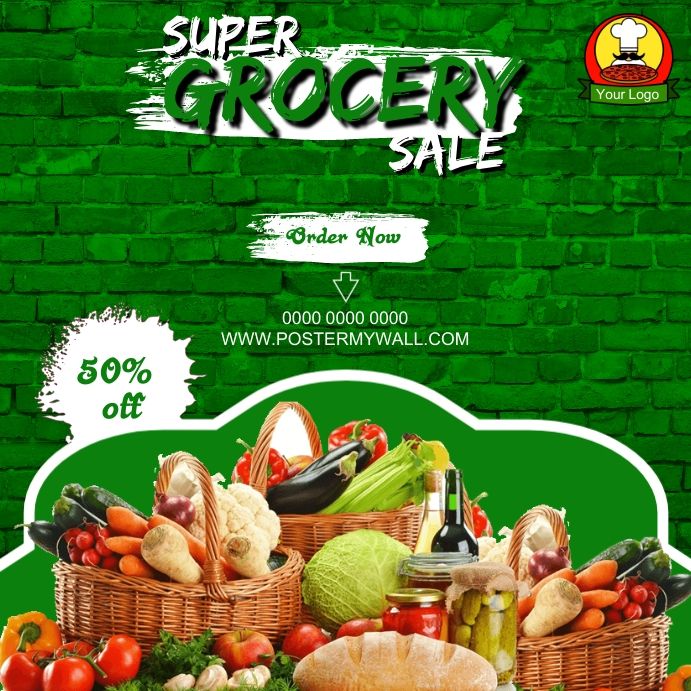 SUPER
GROCERY
SALE
Your Logo
Order Now
0000 0000 0000
WWW.POSTERMYWALL.COM
50%
off